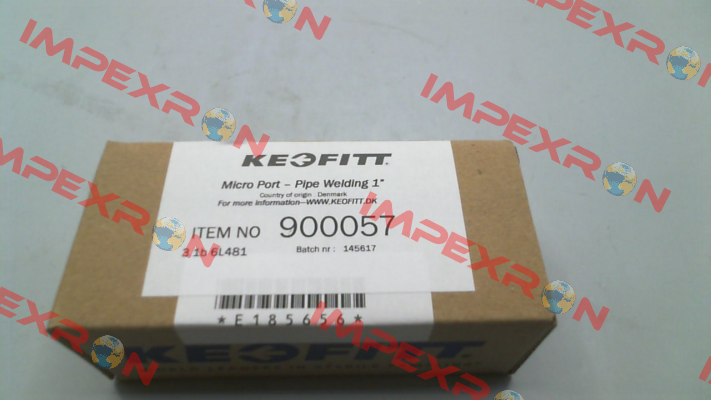 KEOFITT
Micro Port – Pipe Welding 1"
Country of origin : Denmark
For more information--WWW.KEOFITT.DK
ITEM NO 900057
3.1b 6L481 Batch nr : 145617
*E185656*
KEOFITT
IMPEXRON
IMPEXRON
IMPEXRON
IMPEXRON
IMPEXRON
IMPEXRON